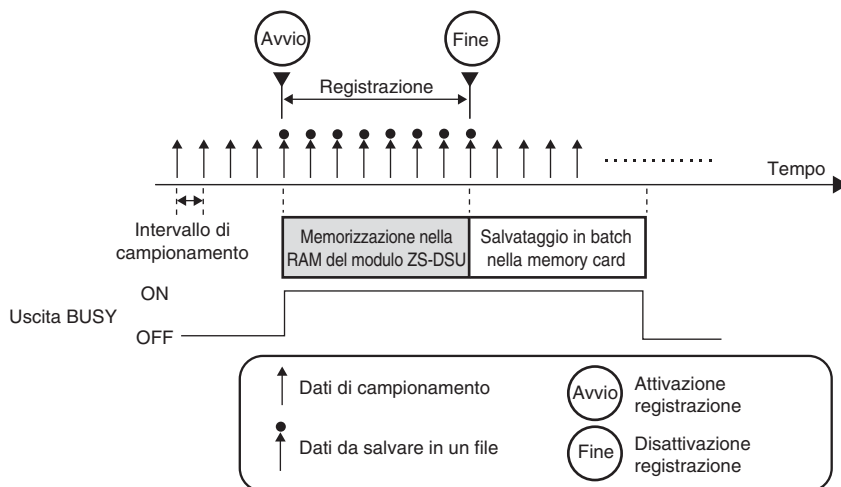 Avvio
Fine
Registrazione
Tempo
Intervallo di
campionamento
Memorizzazione nella
RAM del modulo ZS-DSU
Salvataggio in batch
nella memory card
ON
Uscita BUSY
OFF
Dati di campionamento
Avvio
Attivazione
registrazione
Dati da salvare in un file
Fine
Disattivazione
registrazione